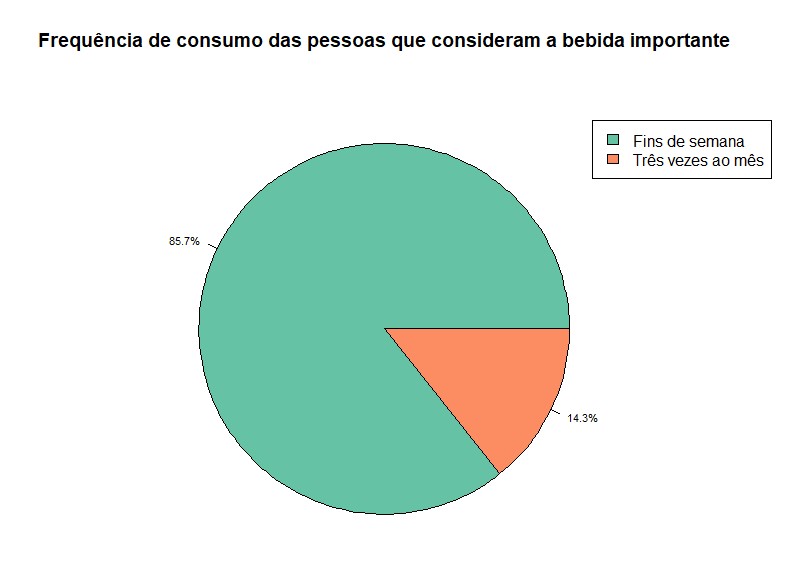 Frequência de consumo das pessoas que consideram a bebida importante
Fins de semana
Três vezes ao mês
85.7%
14.3%